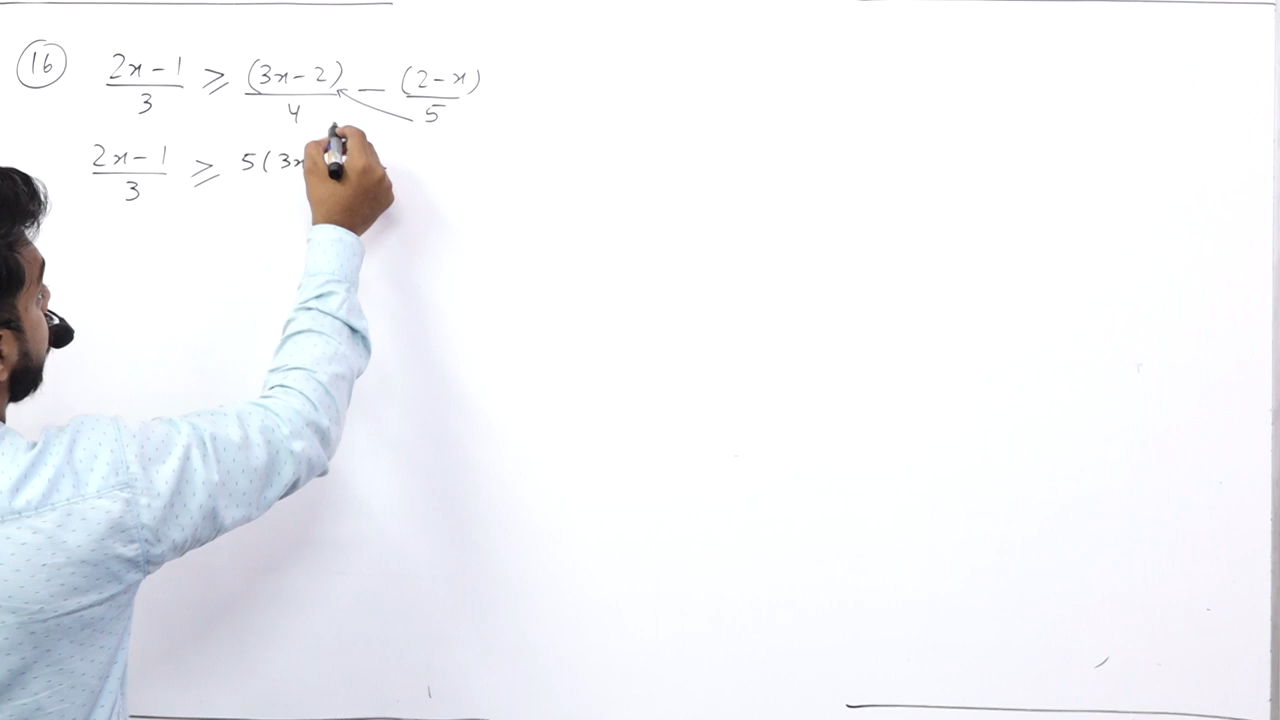 16 (2x-1)/3 ≥ (3x-2)/4 - (2-x)/5
(2x-1)/3 ≥ 5(3x